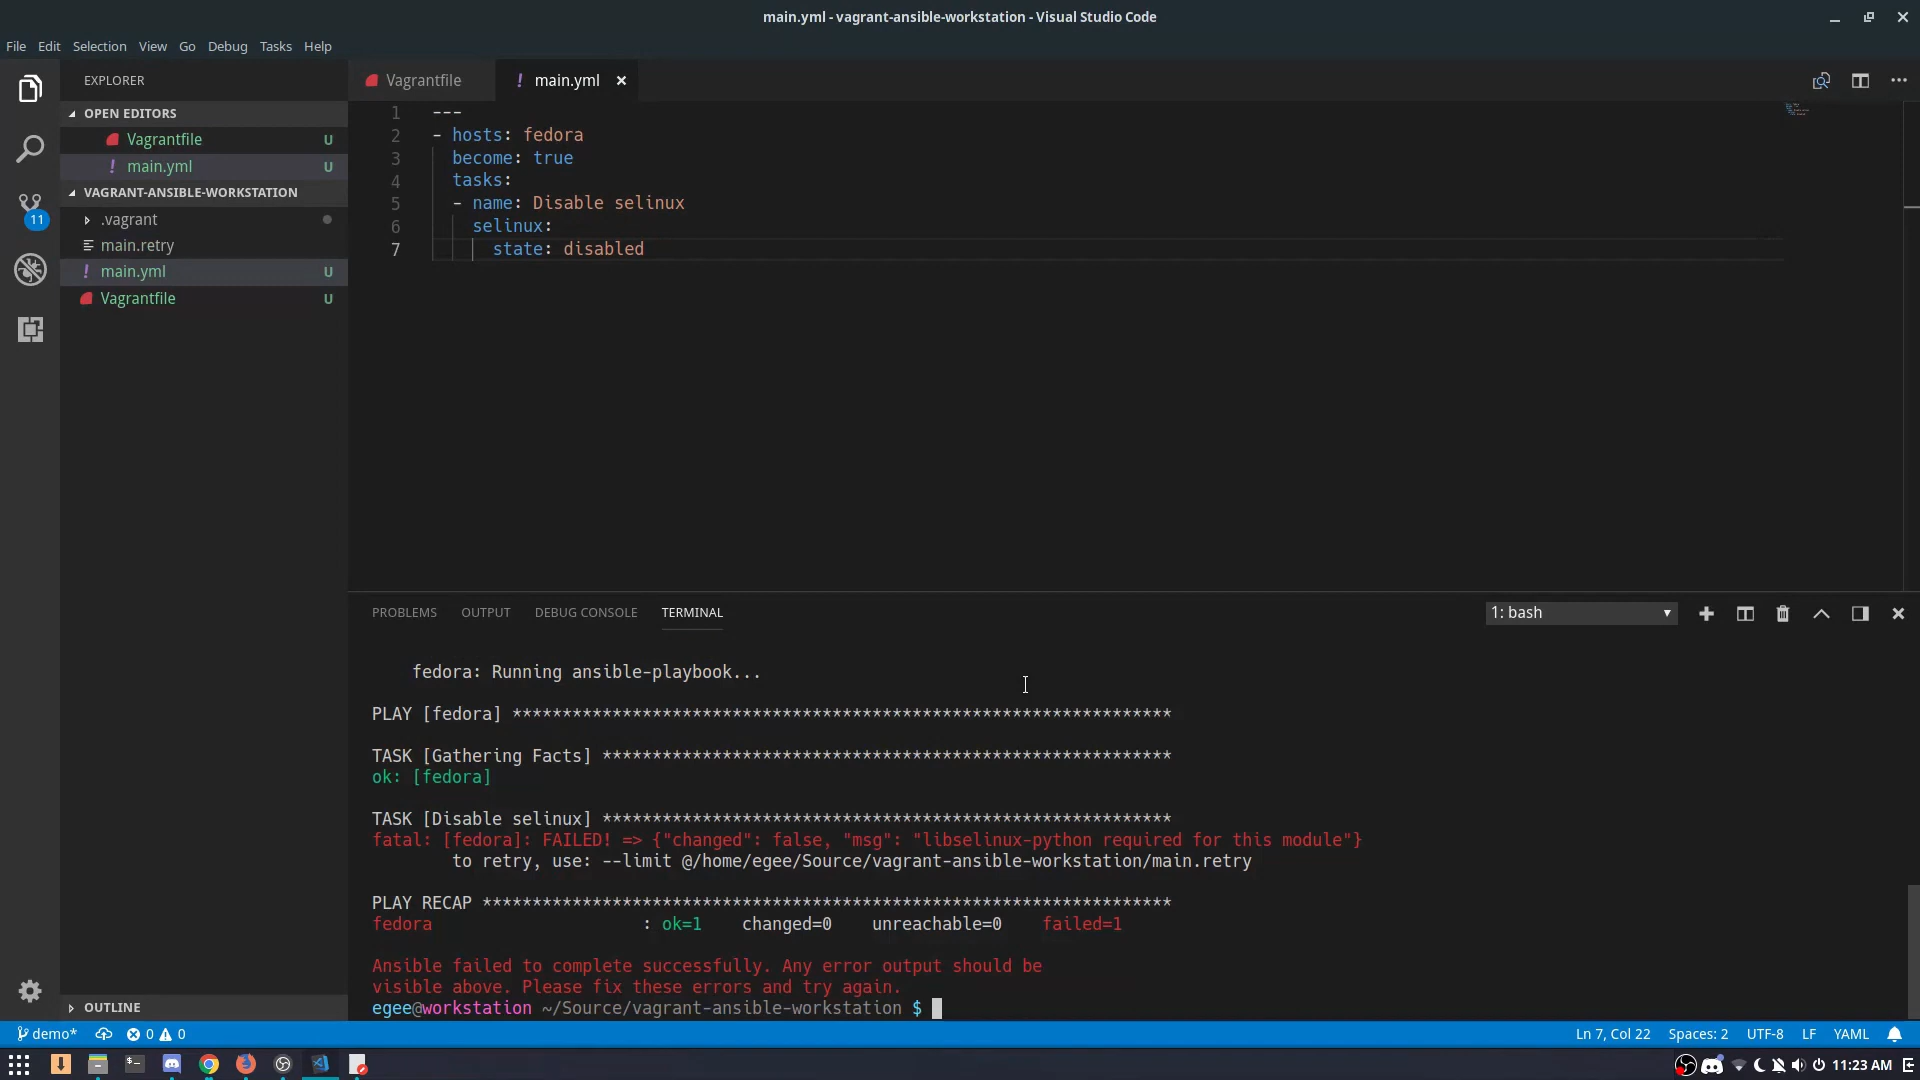 main.yml - vagrant-ansible-workstation - Visual Studio Code
File Edit Selection View Go Debug Tasks Help
EXPLORER
OPEN EDITORS
Vagrantfile U
! main.yml U
VAGRANT-ANSIBLE-WORKSTATION
.vagrant
main.retry
! main.yml U
Vagrantfile U
11
OUTLINE
Vagrantfile ! main.yml
1 ---
2 - hosts: fedora
3 become: true
4 tasks:
5 - name: Disable selinux
6 selinux:
7 state: disabled
PROBLEMS OUTPUT DEBUG CONSOLE TERMINAL 1: bash
fedora: Running ansible-playbook...
PLAY [fedora] ******************************************************************
TASK [Gathering Facts] *********************************************************
ok: [fedora]
TASK [Disable selinux] *********************************************************
fatal: [fedora]: FAILED! => {"changed": false, "msg": "libselinux-python required for this module"}
to retry, use: --limit @/home/egee/Source/vagrant-ansible-workstation/main.retry
PLAY RECAP *********************************************************************
fedora : ok=1 changed=0 unreachable=0 failed=1
Ansible failed to complete successfully. Any error output should be
visible above. Please fix these errors and try again.
egee@workstation ~/Source/vagrant-ansible-workstation $
demo* 0 0 Ln 7, Col 22 Spaces: 2 UTF-8 LF YAML
11:23 AM